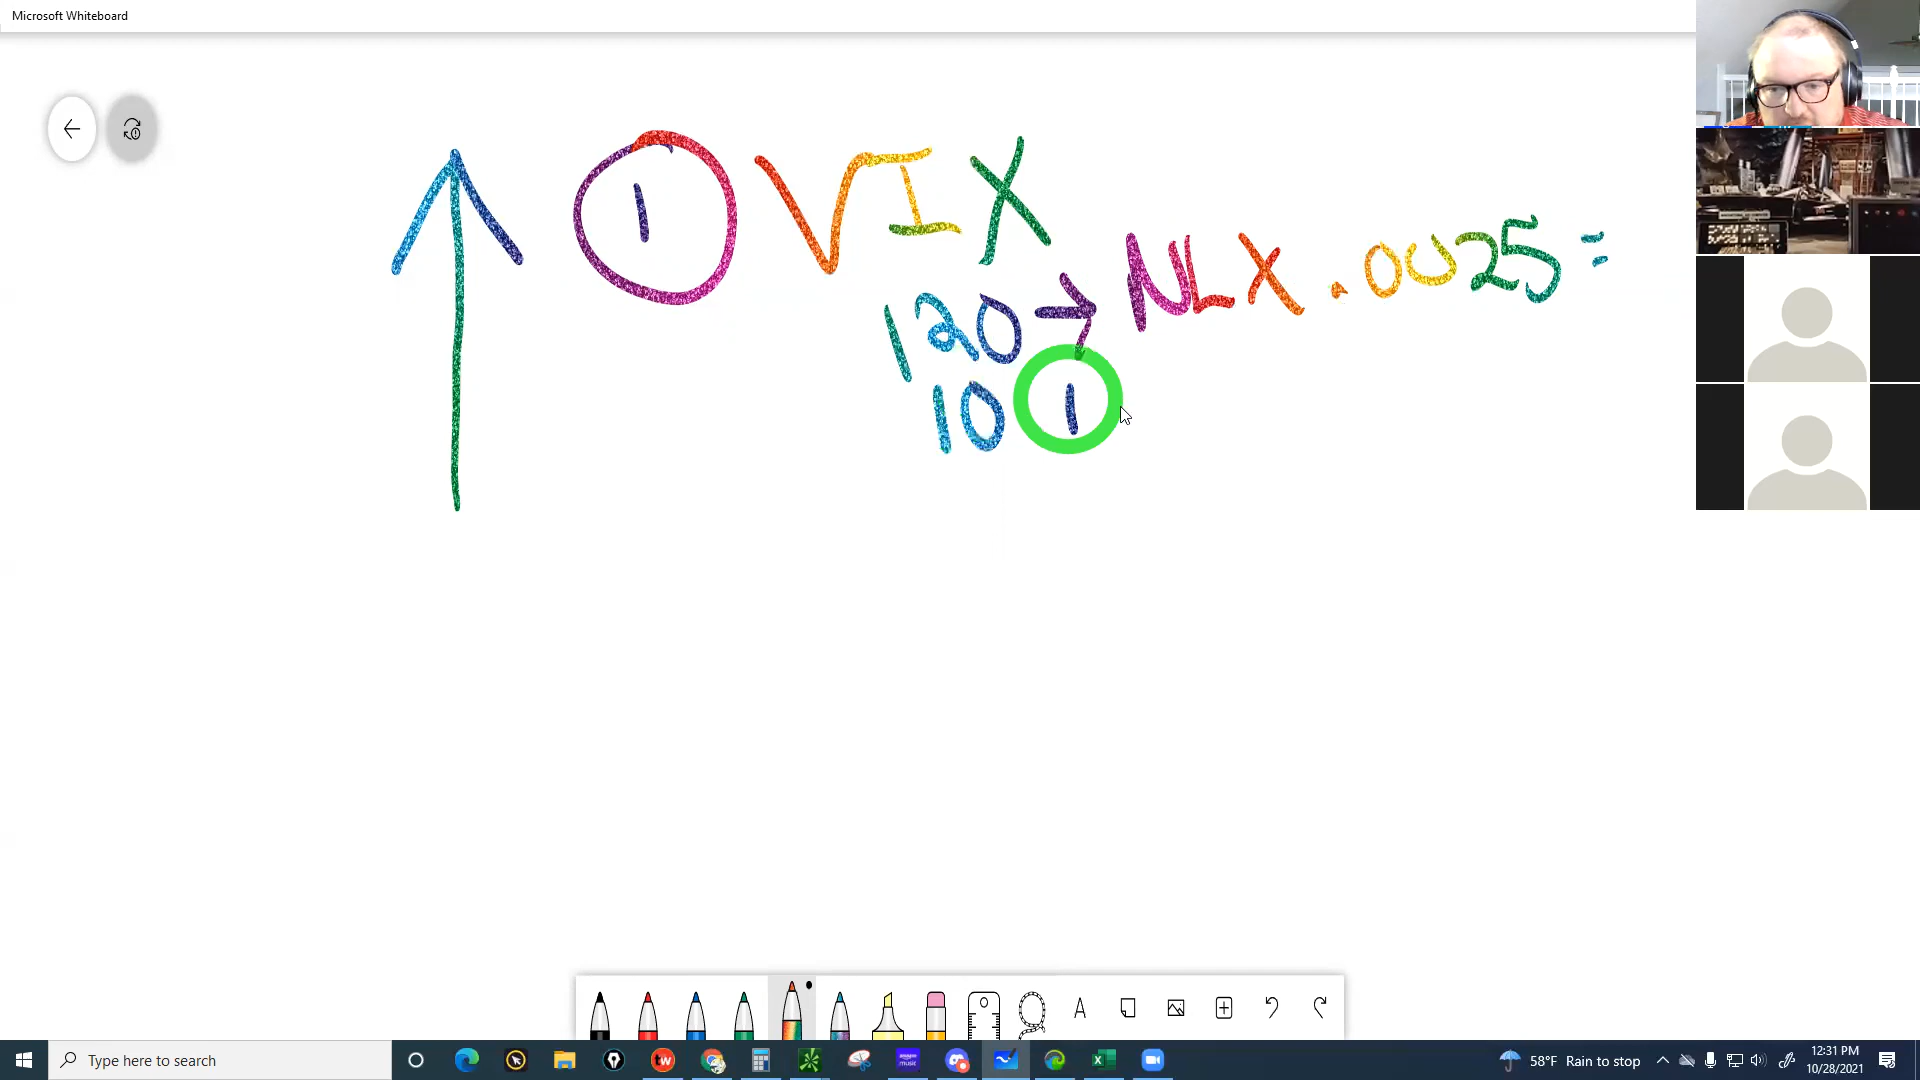 Microsoft Whiteboard
1 VIX
120 → NLX .0025 =
10 1
A
Type here to search
58°F Rain to stop
12:31 PM
10/28/2021